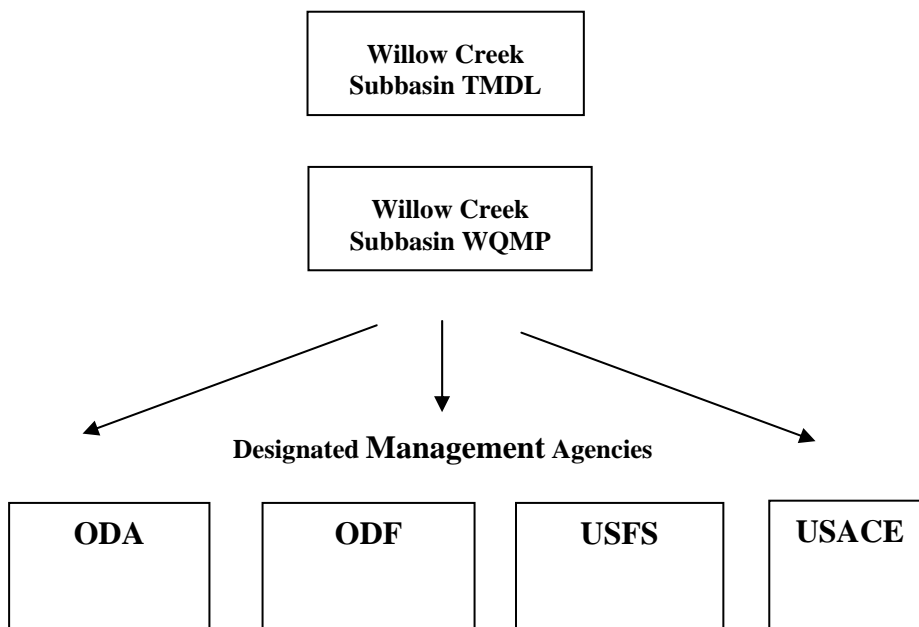 Willow Creek
Subbasin TMDL
Willow Creek
Subbasin WQMP
Designated Management Agencies
ODA
ODF
USFS
USACE